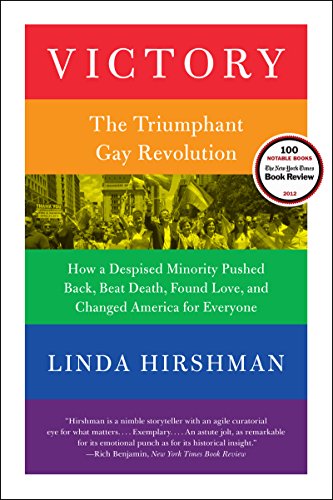 VICTORY
The Triumphant
Gay Revolution
100
NOTABLE BOOKS
The New York Times
Book Review
2012
How a Despised Minority Pushed
Back, Beat Death, Found Love, and
Changed America for Everyone
LINDA HIRSHMAN
"Hirshman is a nimble storyteller with an agile curatorial
eye for what matters. . . . Exemplary. . . . An astute jolt, as remarkable
for its emotional punch as for its historical insight."
—Rich Benjamin, New York Times Book Review